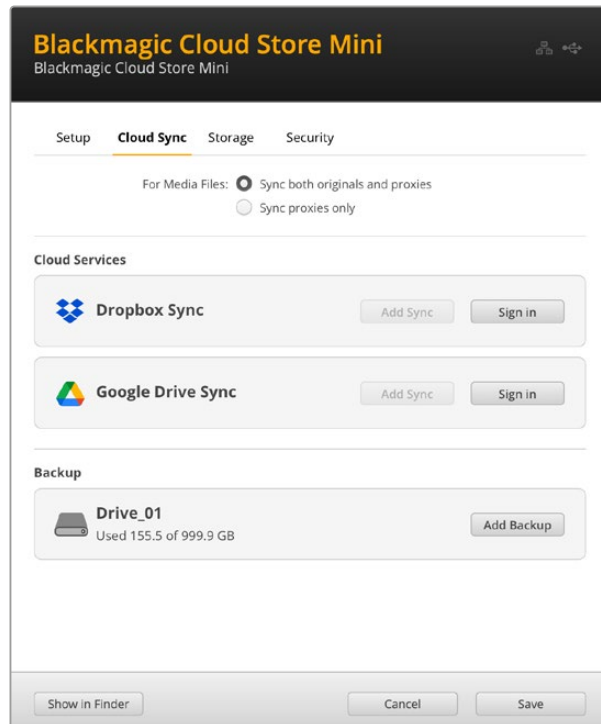 Blackmagic Cloud Store Mini
Blackmagic Cloud Store Mini
Setup Cloud Sync Storage Security
For Media Files: Sync both originals and proxies
Sync proxies only
Cloud Services
Dropbox Sync Add Sync Sign in
Google Drive Sync Add Sync Sign in
Backup
Drive_01
Used 155.5 of 999.9 GB Add Backup
Show in Finder Cancel Save